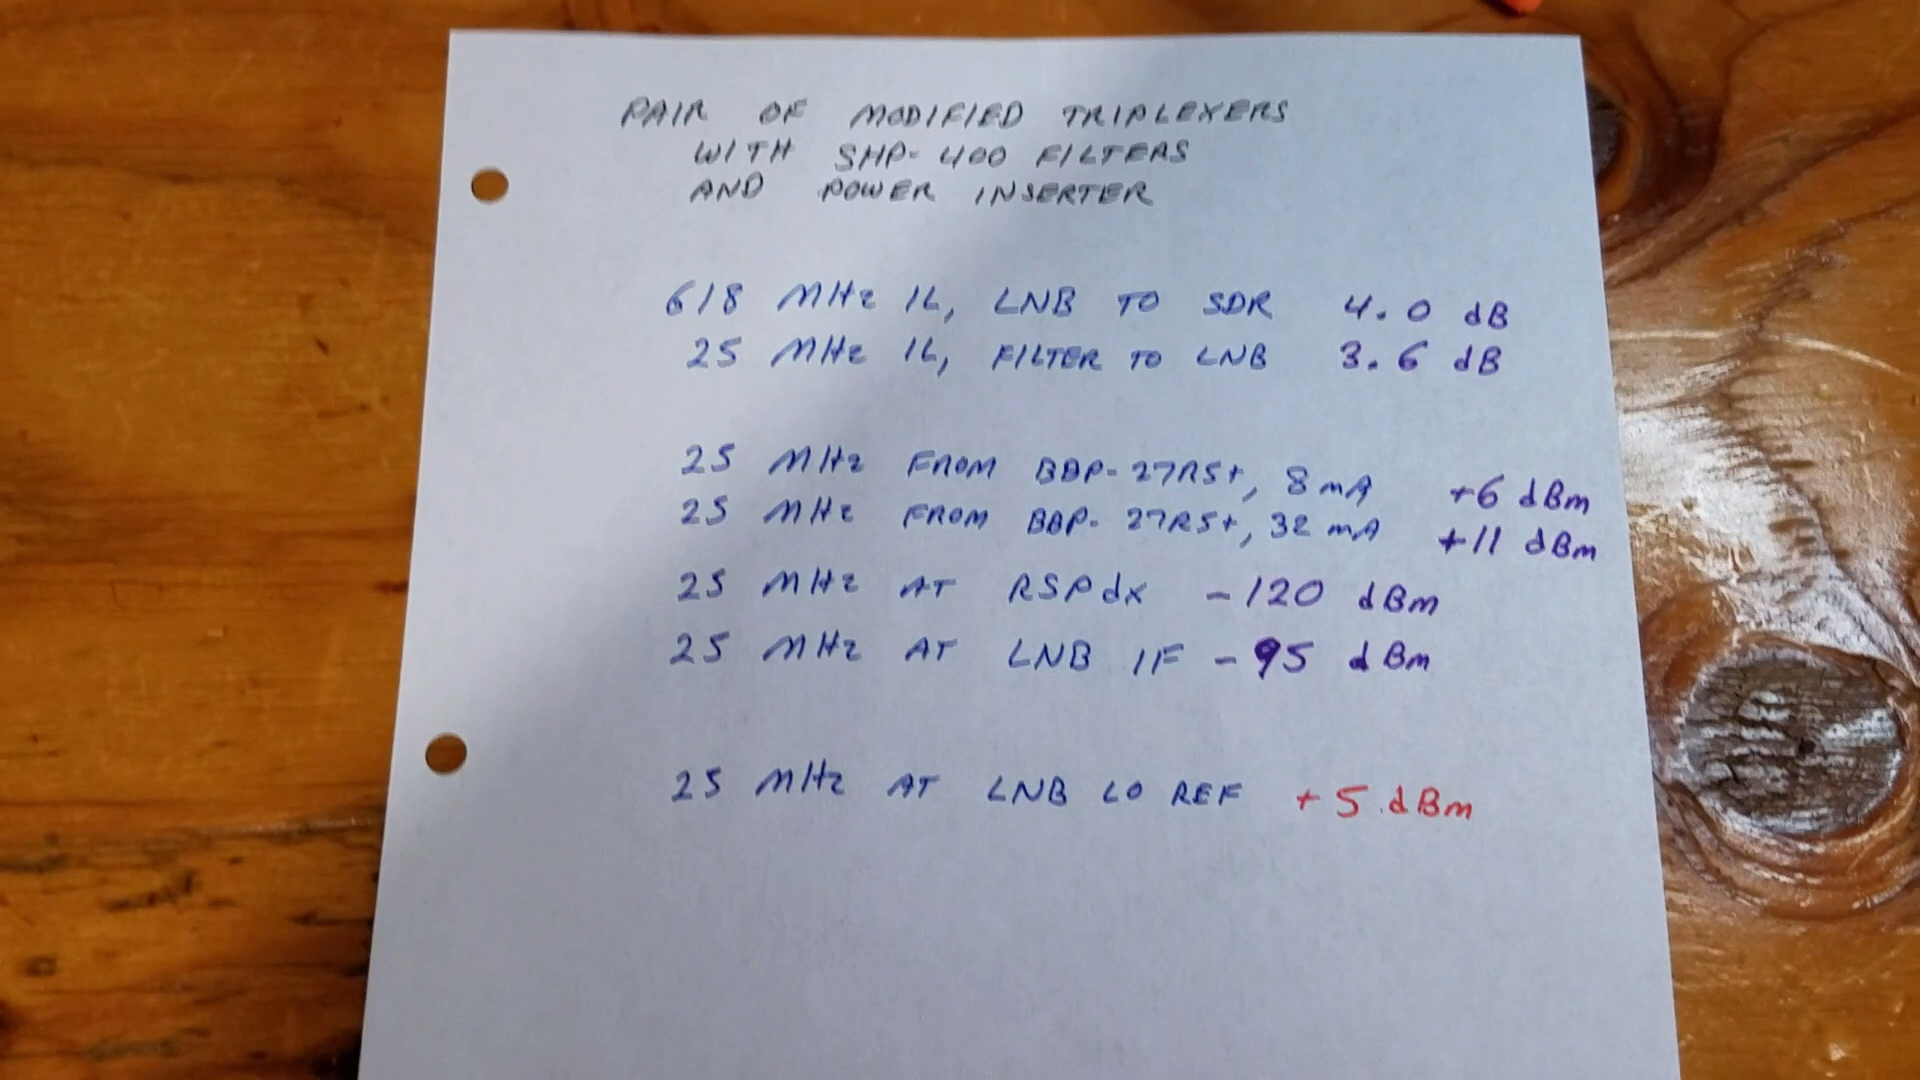 PAIR OF MODIFIED TRIPLEXERS
WITH SHP-400 FILTERS
AND POWER INSERTER
618 MHz IL, LNB TO SDR 4.0 dB
25 MHz IL, FILTER TO LNB 3.6 dB
25 MHz FROM BBP-27RS+, 8 mA +6 dBm
25 MHz FROM BBP-27RS+, 32 mA +11 dBm
25 MHz AT RSPdx -120 dBm
25 MHz AT LNB IF -95 dBm
25 MHz AT LNB LO REF +5 dBm